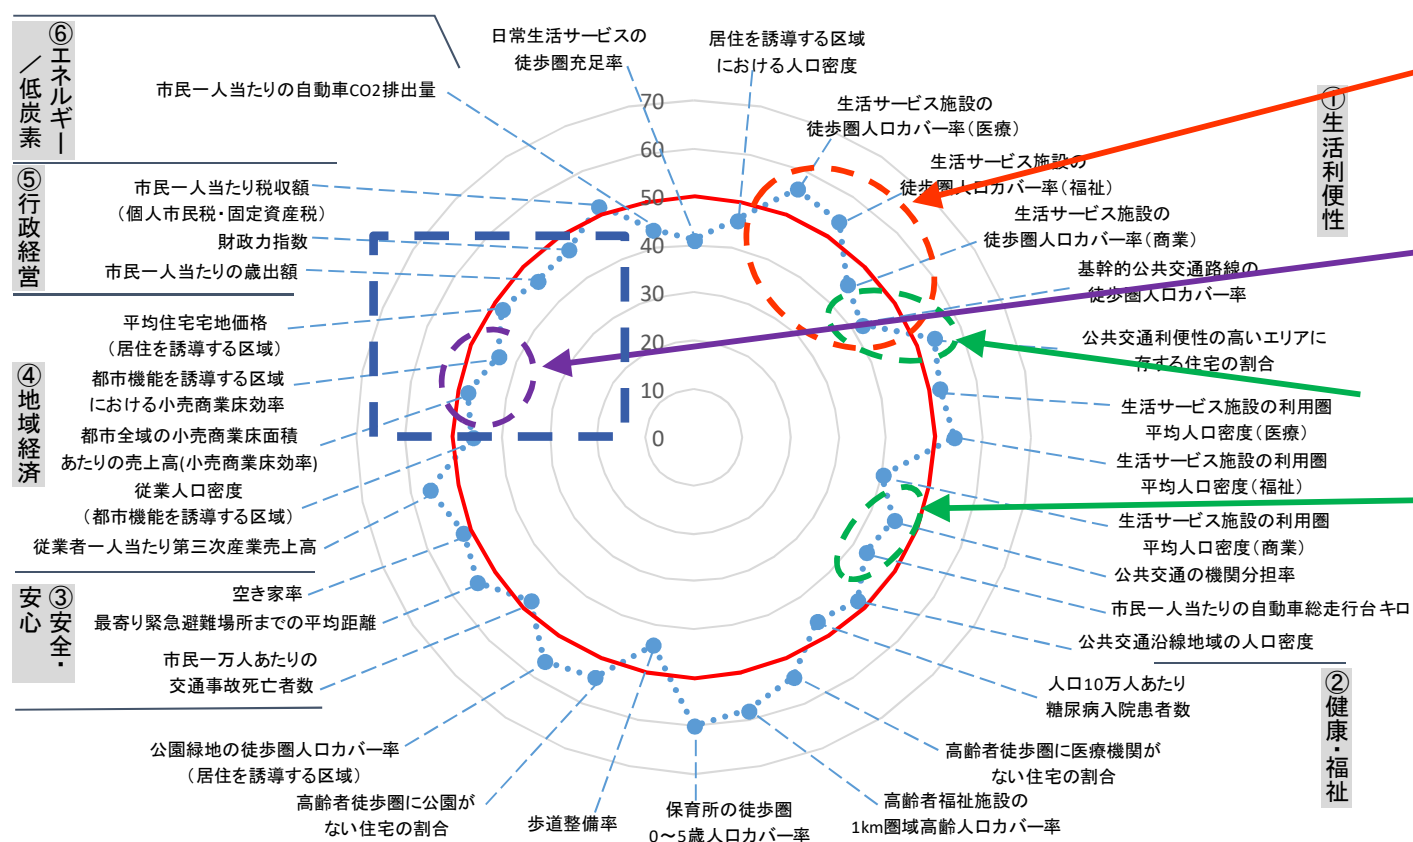 ⑥エネルギー
／低炭素
日常生活サービスの
徒歩圏充足率
居住を誘導する区域
における人口密度
市民一人当たりの自動車CO2排出量
生活サービス施設の
徒歩圏人口カバー率（医療）
①生活利便性
生活サービス施設の
徒歩圏人口カバー率（福祉）
⑤行政経営
市民一人当たり税収額
（個人市民税・固定資産税）
生活サービス施設の
徒歩圏人口カバー率（商業）
財政力指数
市民一人当たりの歳出額
基幹的公共交通路線の
徒歩圏人口カバー率
平均住宅宅地価格
（居住を誘導する区域）
公共交通利便性の高いエリアに
存する住宅の割合
④地域経済
都市機能を誘導する区域
における小売商業床効率
生活サービス施設の利用圏
平均人口密度（医療）
都市全域の小売商業床面積
あたりの売上高(小売商業床効率)
生活サービス施設の利用圏
平均人口密度（福祉）
従業人口密度
（都市機能を誘導する区域）
生活サービス施設の利用圏
平均人口密度（商業）
従業者一人当たり第三次産業売上高
公共交通の機関分担率
③安全・
安心
空き家率
市民一人当たりの自動車総走行台キロ
最寄り緊急避難場所までの平均距離
公共交通沿線地域の人口密度
市民一万人あたりの
交通事故死亡者数
②健康・福祉
人口10万人あたり
糖尿病入院患者数
公園緑地の徒歩圏人口カバー率
（居住を誘導する区域）
高齢者徒歩圏に医療機関が
ない住宅の割合
高齢者徒歩圏に公園が
ない住宅の割合
歩道整備率
保育所の徒歩圏
0～5歳人口カバー率
高齢者福祉施設の
1km圏域高齢人口カバー率
70
60
50
40
30
20
10
0